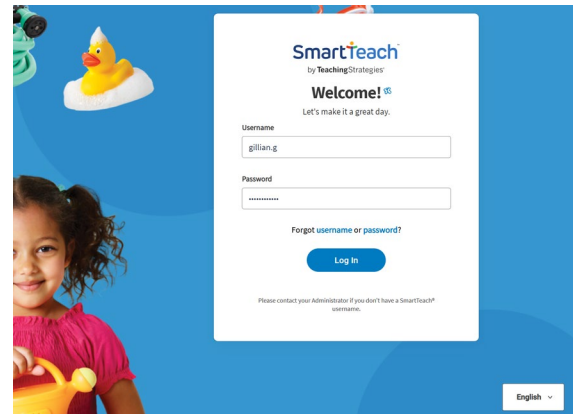 SmartTeach
by TeachingStrategies®
Welcome!
Let's make it a great day.
Username
gillian.g
Password
••••••••••••
Forgot username or password?
Log In
Please contact your Administrator if you don't have a SmartTeach®
username.
English